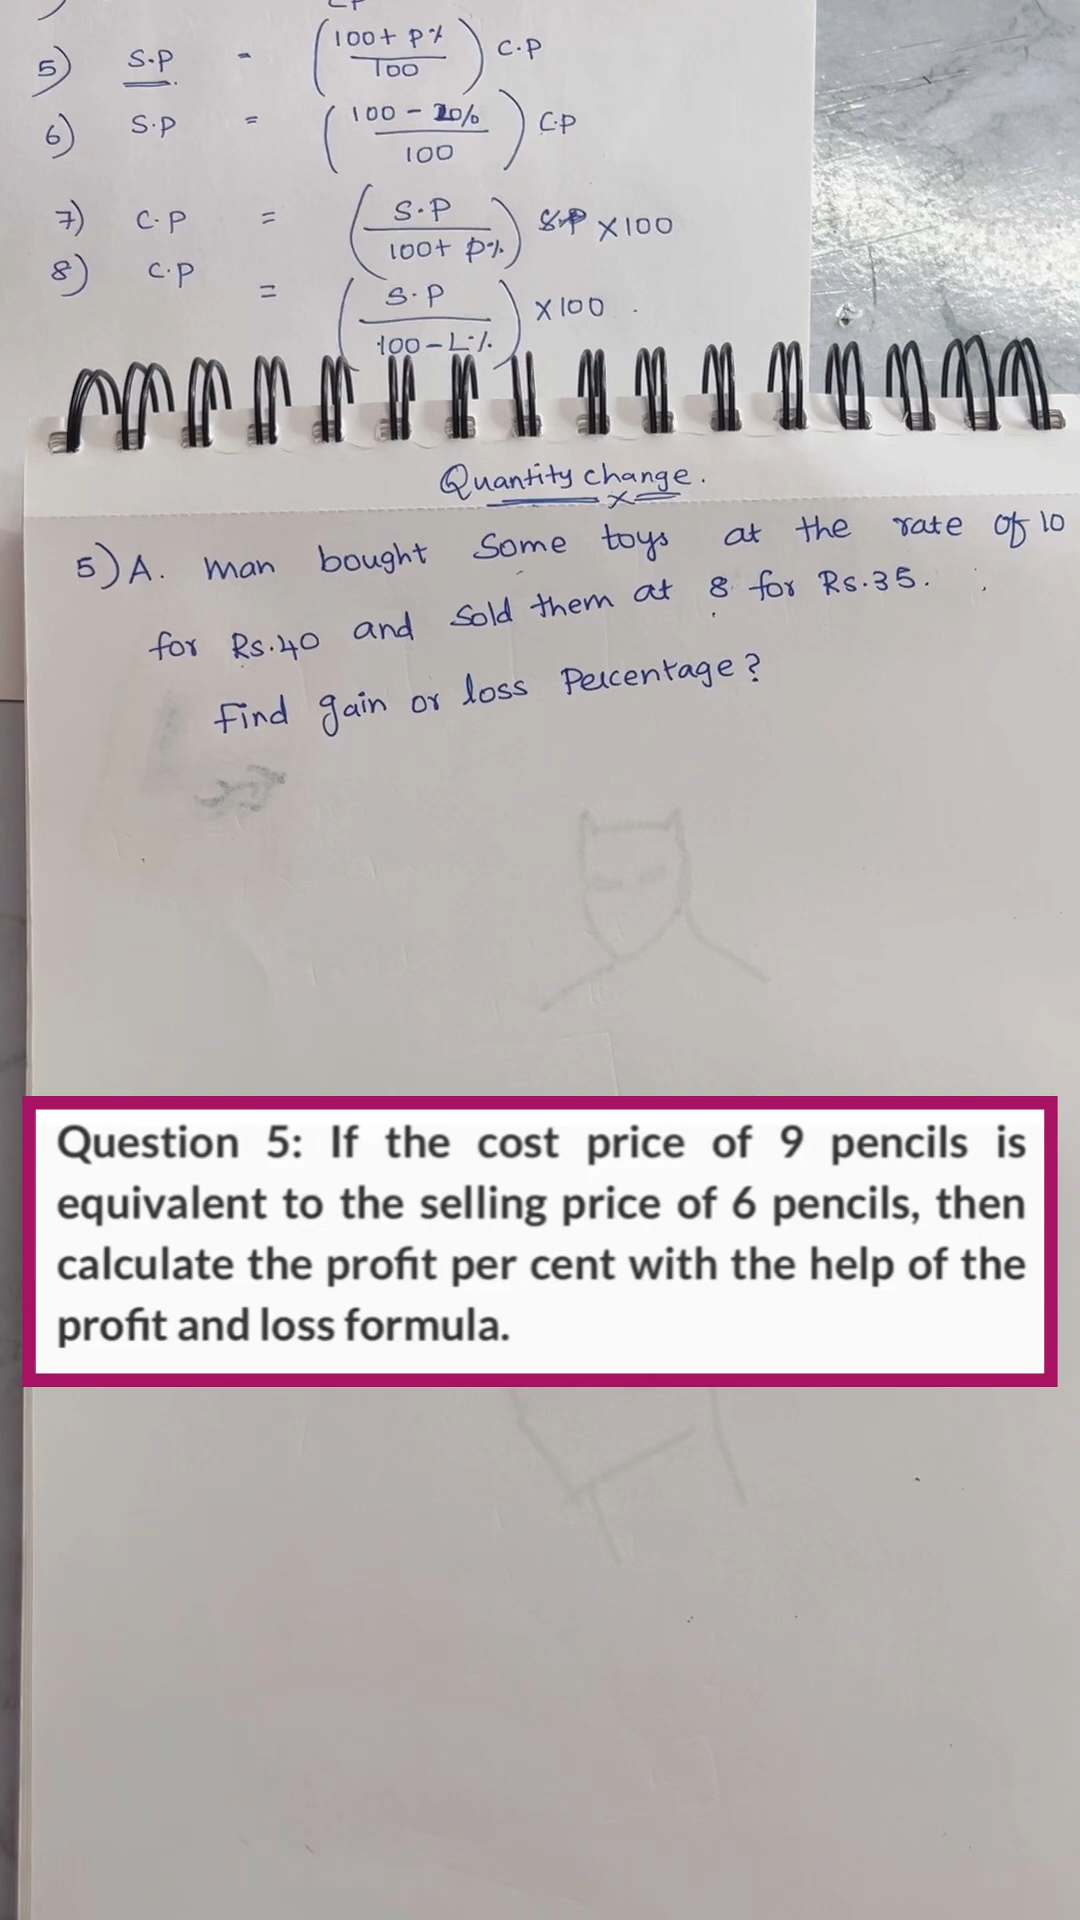 5) S.P = (100+ P% / 100) C.P
6) S.P = (100 - % / 100) C.P
7) C.P = (S.P / 100+ P%) ×100
8) C.P = (S.P / 100-L%) ×100
Quantity change.
5) A. man bought Some toys at the rate of 10
for Rs.40 and Sold them at 8 for Rs.35.
Find gain or loss Percentage?
Question 5: If the cost price of 9 pencils is
equivalent to the selling price of 6 pencils, then
calculate the profit per cent with the help of the
profit and loss formula.